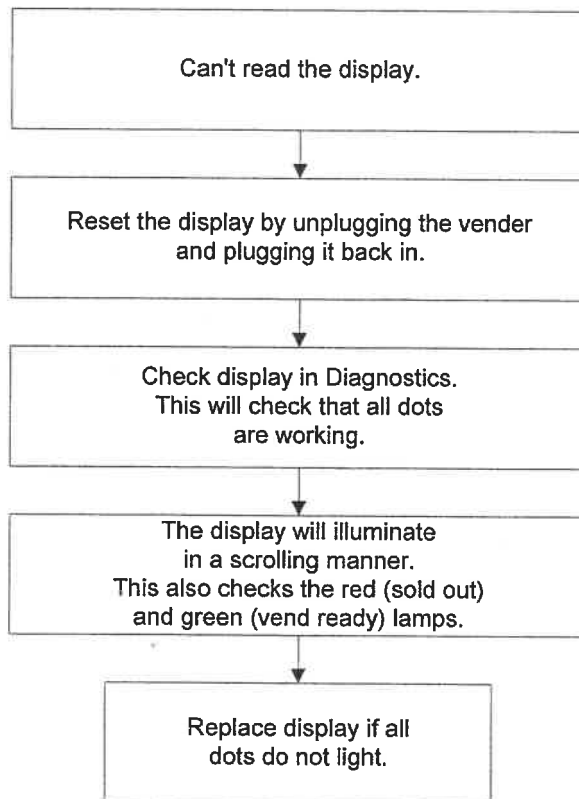 Can't read the display.
Reset the display by unplugging the vender
and plugging it back in.
Check display in Diagnostics.
This will check that all dots
are working.
The display will illuminate
in a scrolling manner.
This also checks the red (sold out)
and green (vend ready) lamps.
Replace display if all
dots do not light.